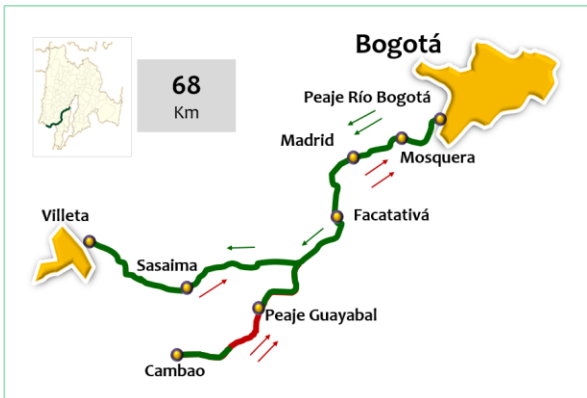 Bogotá
68
Km
Peaje Río Bogotá
Madrid
Mosquera
Facatativá
Villeta
Sasaima
Peaje Guayabal
Cambao